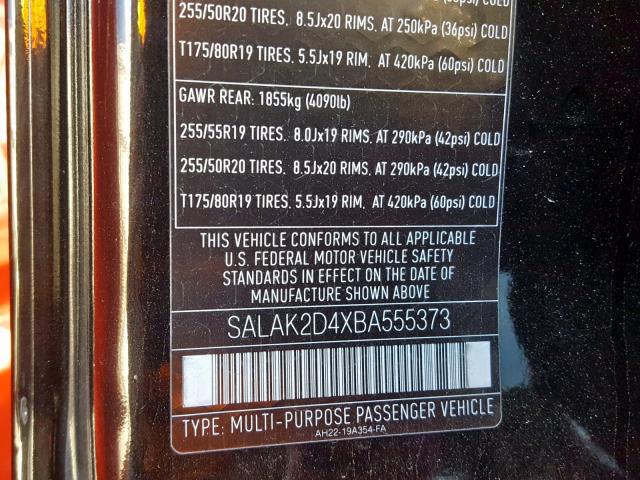 255/50R20 TIRES, 8.5Jx20 RIMS, AT 250kPa (36psi) COLD
T175/80R19 TIRES, 5.5Jx19 RIM, AT 420kPa (60psi) COLD
GAWR REAR: 1855kg (4090lb)
255/55R19 TIRES, 8.0Jx19 RIMS, AT 290kPa (42psi) COLD
255/50R20 TIRES, 8.5Jx20 RIMS, AT 290kPa (42psi) COLD
T175/80R19 TIRES, 5.5Jx19 RIM, AT 420kPa (60psi) COLD
THIS VEHICLE CONFORMS TO ALL APPLICABLE
U.S. FEDERAL MOTOR VEHICLE SAFETY
STANDARDS IN EFFECT ON THE DATE OF
MANUFACTURE SHOWN ABOVE
SALAK2D4XBA555373
TYPE: MULTI-PURPOSE PASSENGER VEHICLE
AH22-19A354-FA